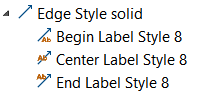 Edge Style solid
Begin Label Style 8
Center Label Style 8
End Label Style 8